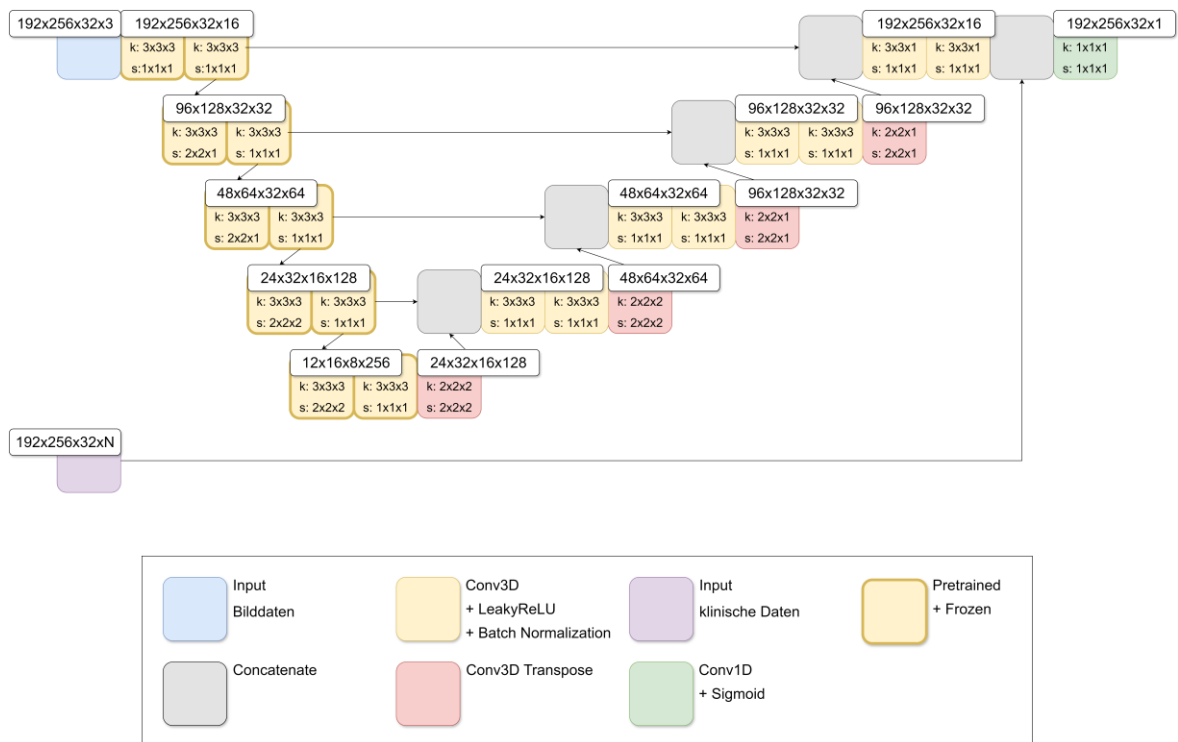 192x256x32x3 192x256x32x16 192x256x32x16 192x256x32x1
k: 3x3x3 k: 3x3x3 k: 3x3x1 k: 3x3x1 k: 1x1x1
s:1x1x1 s:1x1x1 s: 1x1x1 s: 1x1x1 s: 1x1x1
96x128x32x32 96x128x32x32 96x128x32x32
k: 3x3x3 k: 3x3x3 k: 3x3x3 k: 3x3x3 k: 2x2x1
s: 2x2x1 s: 1x1x1 s: 1x1x1 s: 1x1x1 s: 2x2x1
48x64x32x64 48x64x32x64 96x128x32x32
k: 3x3x3 k: 3x3x3 k: 3x3x3 k: 3x3x3 k: 2x2x1
s: 2x2x1 s: 1x1x1 s: 1x1x1 s: 1x1x1 s: 2x2x1
24x32x16x128 24x32x16x128 48x64x32x64
k: 3x3x3 k: 3x3x3 k: 3x3x3 k: 3x3x3 k: 2x2x2
s: 2x2x2 s: 1x1x1 s: 1x1x1 s: 1x1x1 s: 2x2x2
12x16x8x256 24x32x16x128
k: 3x3x3 k: 3x3x3 k: 2x2x2
s: 2x2x2 s: 1x1x1 s: 2x2x2
192x256x32xN
Input
Bilddaten
Conv3D
+ LeakyReLU
+ Batch Normalization
Input
klinische Daten
Pretrained
+ Frozen
Concatenate
Conv3D Transpose
Conv1D
+ Sigmoid